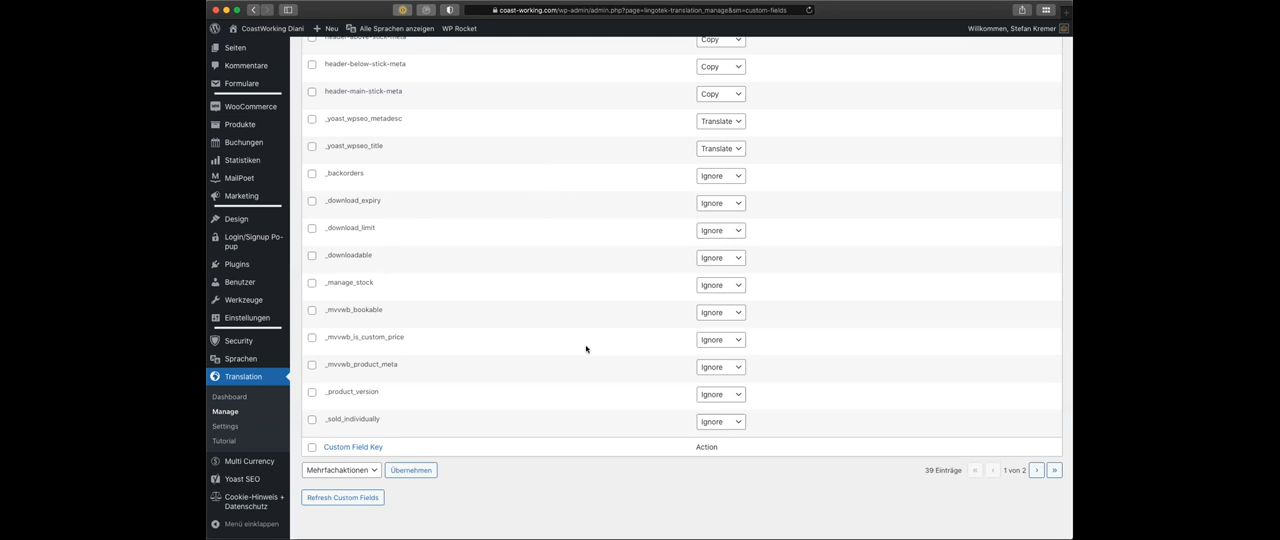 coast-working.com/wp-admin/admin.php?page=lingotek-translation_manage&sm=custom-fields
CoastWorking Diani
Neu
Alle Sprachen anzeigen
WP Rocket
Willkommen, Stefan Kremer
Seiten
Kommentare
Formulare
WooCommerce
Produkte
Buchungen
Statistiken
MailPoet
Marketing
Design
Login/Signup Po-
pup
Plugins
Benutzer
Werkzeuge
Einstellungen
Security
Sprachen
Translation
Dashboard
Manage
Settings
Tutorial
Multi Currency
Yoast SEO
Cookie-Hinweis +
Datenschutz
Menü einklappen
header-above-stick-meta Copy
header-below-stick-meta Copy
header-main-stick-meta Copy
_yoast_wpseo_metadesc Translate
_yoast_wpseo_title Translate
_backorders Ignore
_download_expiry Ignore
_download_limit Ignore
_downloadable Ignore
_manage_stock Ignore
_mvvwb_bookable Ignore
_mvvwb_is_custom_price Ignore
_mvvwb_product_meta Ignore
_product_version Ignore
_sold_individually Ignore
Custom Field Key Action
Mehrfachaktionen Übernehmen 39 Einträge « ‹ 1 von 2 › »
Refresh Custom Fields